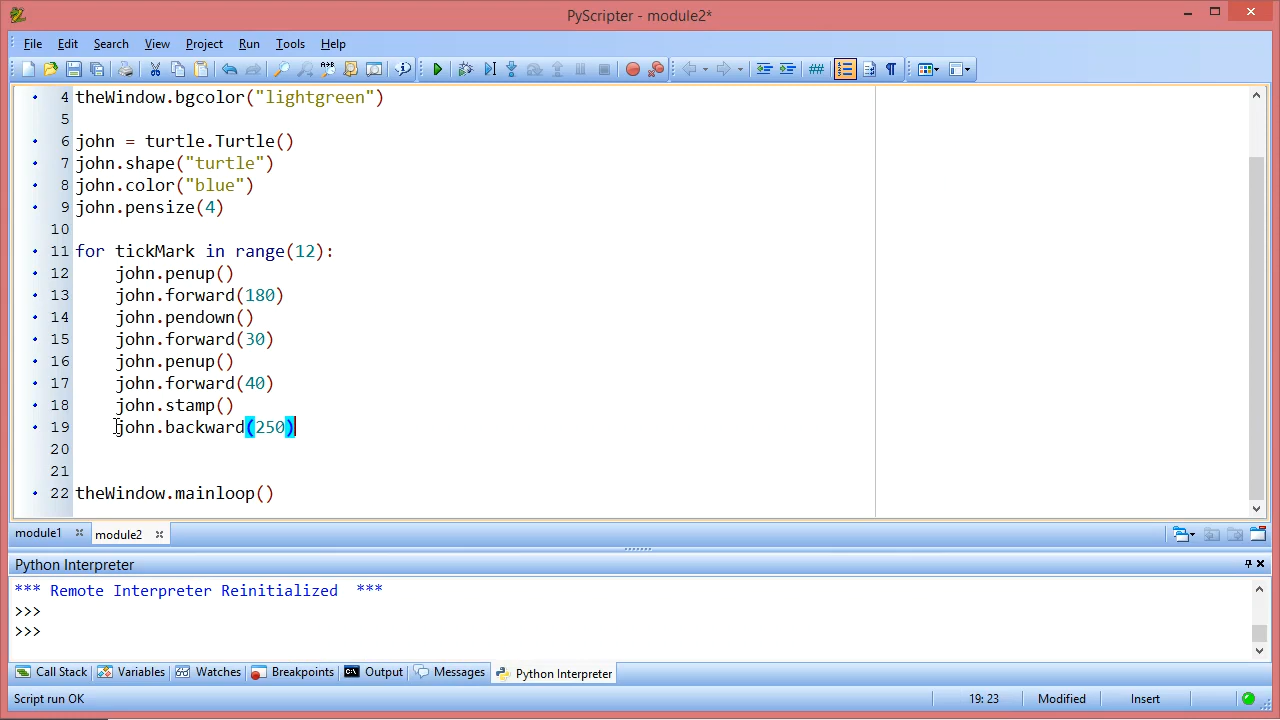 PyScripter - module2*
File Edit Search View Project Run Tools Help
4 theWindow.bgcolor("lightgreen")
5
6 john = turtle.Turtle()
7 john.shape("turtle")
8 john.color("blue")
9 john.pensize(4)
10
11 for tickMark in range(12):
12 john.penup()
13 john.forward(180)
14 john.pendown()
15 john.forward(30)
16 john.penup()
17 john.forward(40)
18 john.stamp()
19 john.backward(250)
20
21
22 theWindow.mainloop()
module1 module2
Python Interpreter
*** Remote Interpreter Reinitialized ***
>>>
>>>
Call Stack Variables Watches Breakpoints Output Messages Python Interpreter
Script run OK 19: 23 Modified Insert